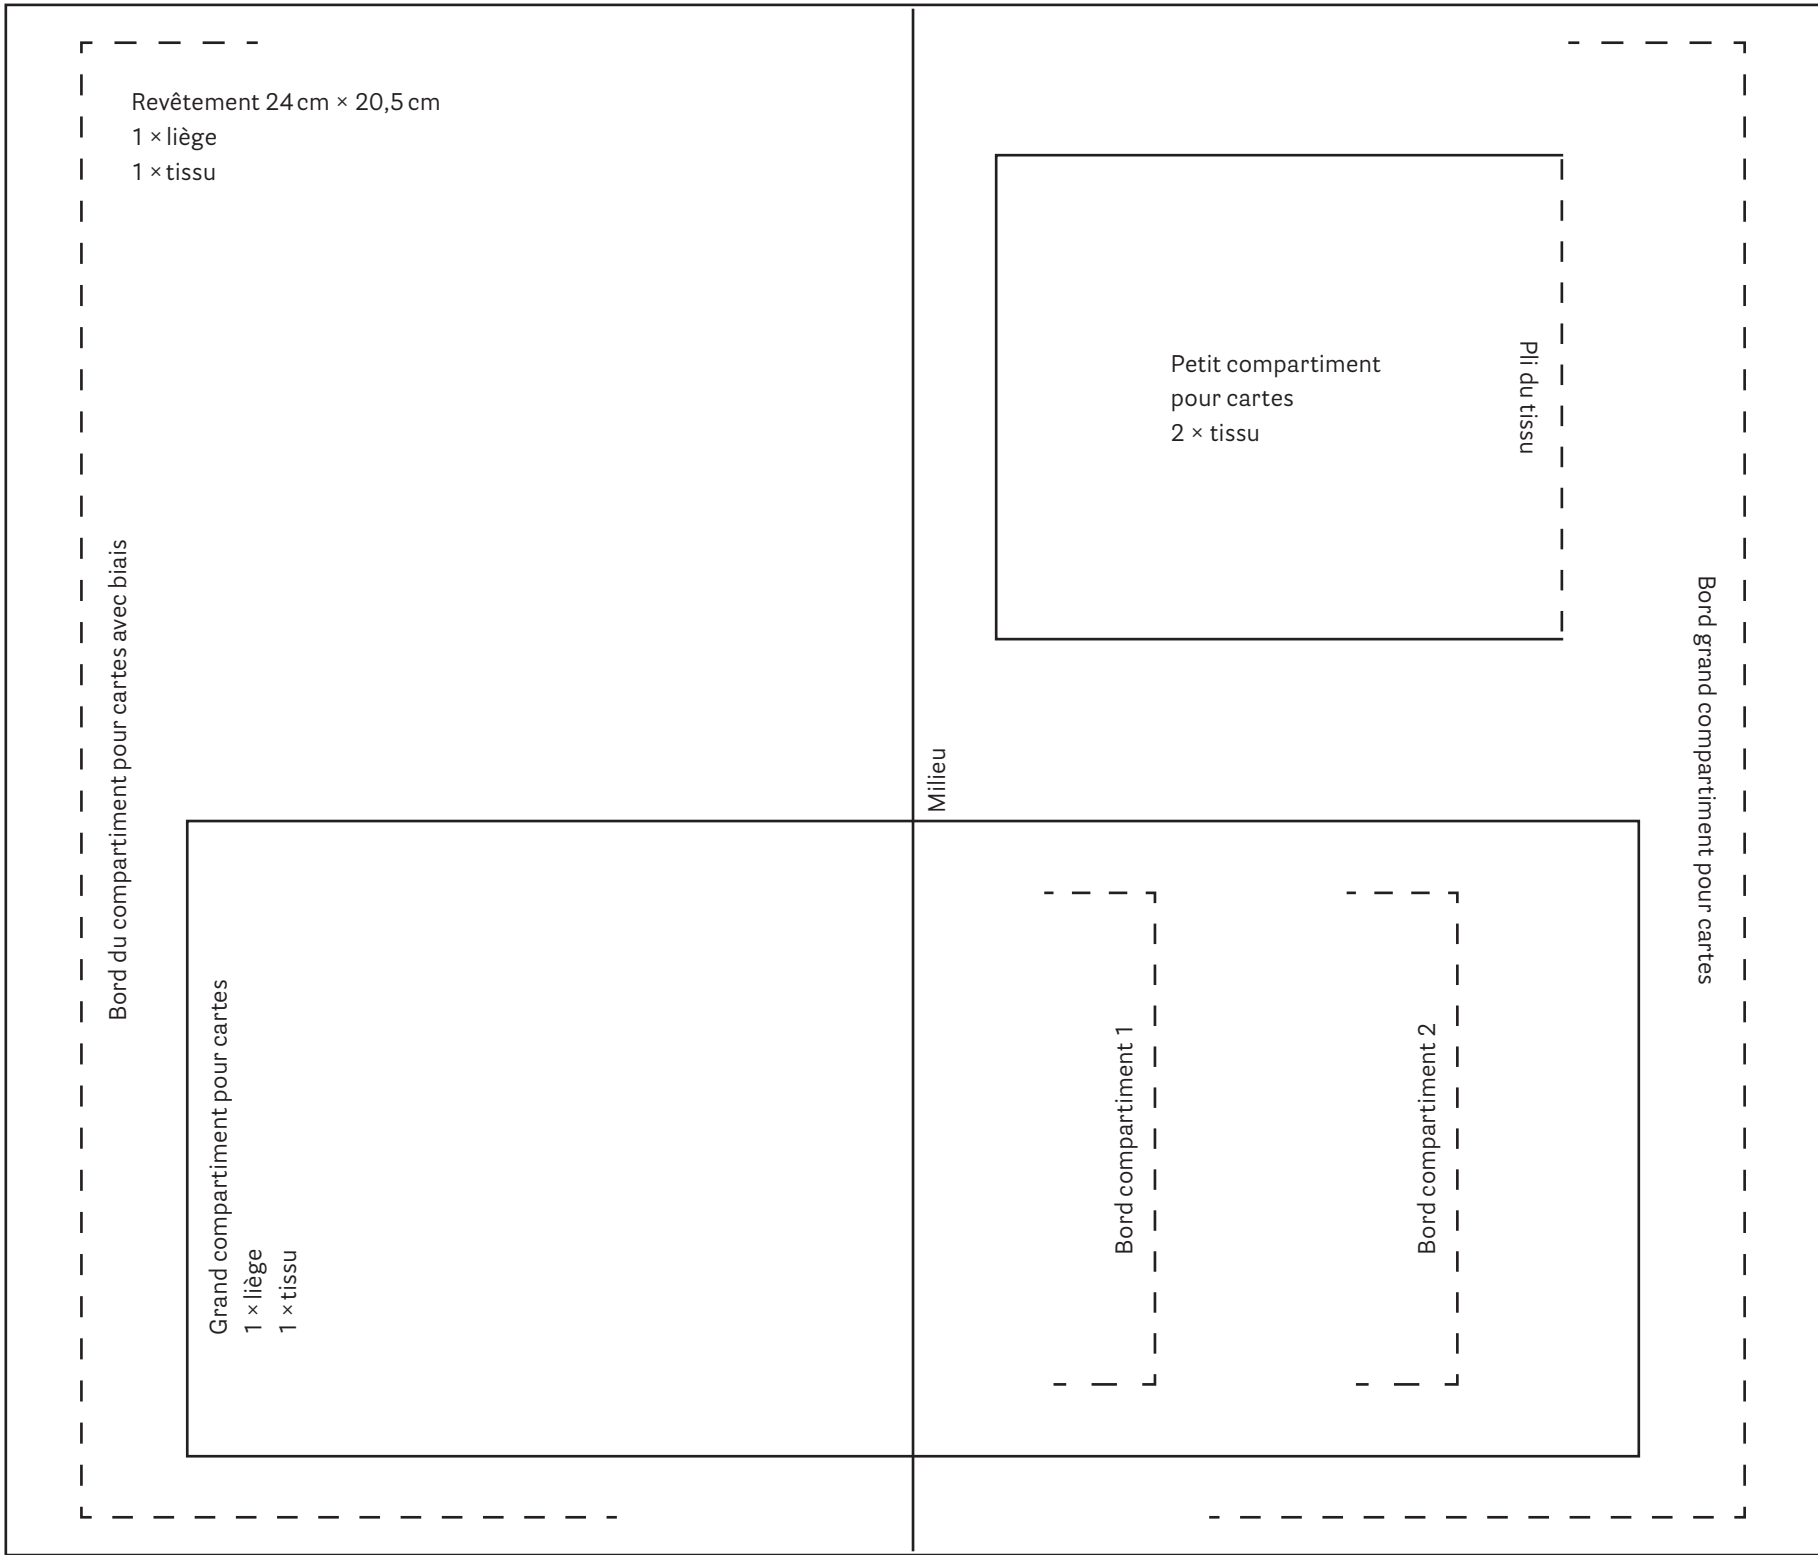 Revêtement 24 cm × 20,5 cm
1 × liège
1 × tissu
Petit compartiment
pour cartes
2 × tissu
Pli du tissu
Bord du compartiment pour cartes avec biais
Bord grand compartiment pour cartes
Milieu
Grand compartiment pour cartes
1 × liège
1 × tissu
Bord compartiment 1
Bord compartiment 2